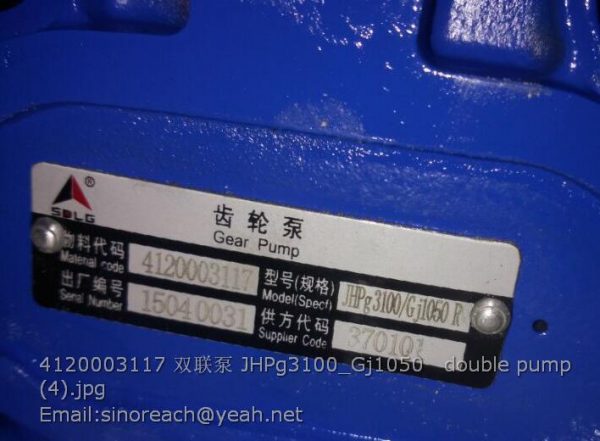 ®
SDLG
齿轮泵
Gear Pump
物料代码 4120003117 型号(规格) JHPg3100/Gj1050 R
Material code Model(Specf)
出厂编号 15040031 供方代码 370101
Serial Number Supplier Code
4120003117 双联泵 JHPg3100_Gj1050 double pump
(4).jpg
Email:sinoreach@yeah.net